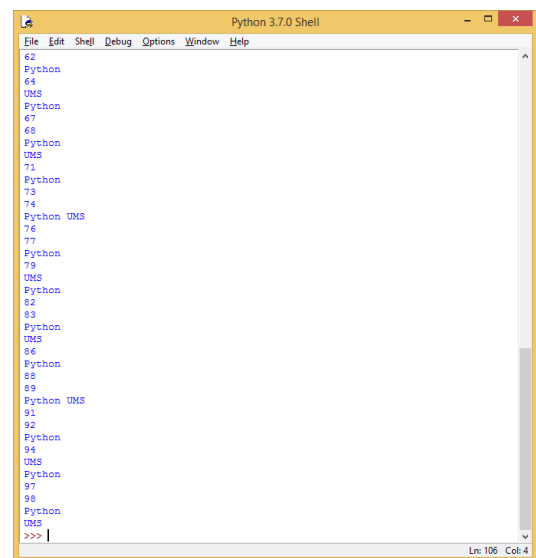 Python 3.7.0 Shell
File Edit Shell Debug Options Window Help
62
Python
64
UMS
Python
67
68
Python
UMS
71
Python
73
74
Python UMS
76
77
Python
79
UMS
Python
82
83
Python
UMS
86
Python
88
89
Python UMS
91
92
Python
94
UMS
Python
97
98
Python
UMS
>>>
Ln: 106 Col: 4